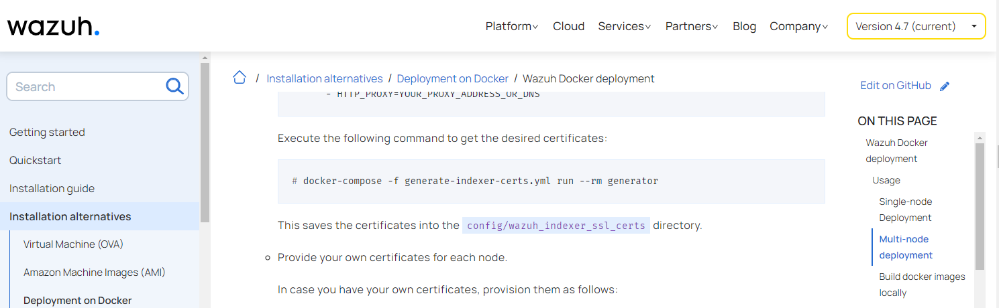 wazuh.
Platform Cloud Services Partners Blog Company Version 4.7 (current)
Search
Getting started
Quickstart
Installation guide
Installation alternatives
Virtual Machine (OVA)
Amazon Machine Images (AMI)
Deployment on Docker
/ Installation alternatives / Deployment on Docker / Wazuh Docker deployment
- HTTP_PROXY=YOUR_PROXY_ADDRESS_OR_DNS
Execute the following command to get the desired certificates:
# docker-compose -f generate-indexer-certs.yml run --rm generator
This saves the certificates into the config/wazuh_indexer_ssl_certs directory.
Provide your own certificates for each node.
In case you have your own certificates, provision them as follows:
Edit on GitHub
ON THIS PAGE
Wazuh Docker
deployment
Usage
Single-node
Deployment
Multi-node
deployment
Build docker images
locally